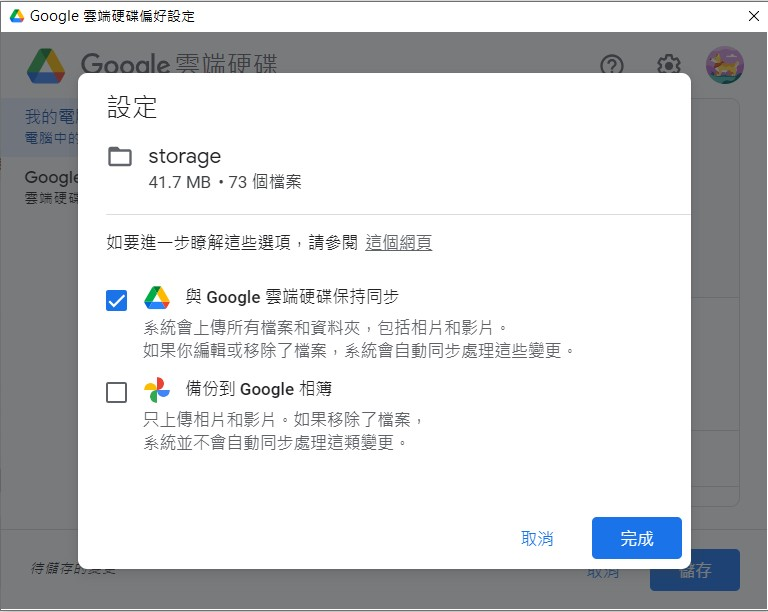 Google 雲端硬碟偏好設定
Google 雲端硬碟
我的電
電腦中的
Google
雲端硬碟
設定
storage
41.7 MB • 73 個檔案
如要進一步瞭解這些選項，請參閱 這個網頁
與 Google 雲端硬碟保持同步
系統會上傳所有檔案和資料夾，包括相片和影片。
如果你編輯或移除了檔案，系統會自動同步處理這些變更。
備份到 Google 相簿
只上傳相片和影片。如果移除了檔案，
系統並不會自動同步處理這類變更。
取消
完成
待儲存的變更
取消
儲存